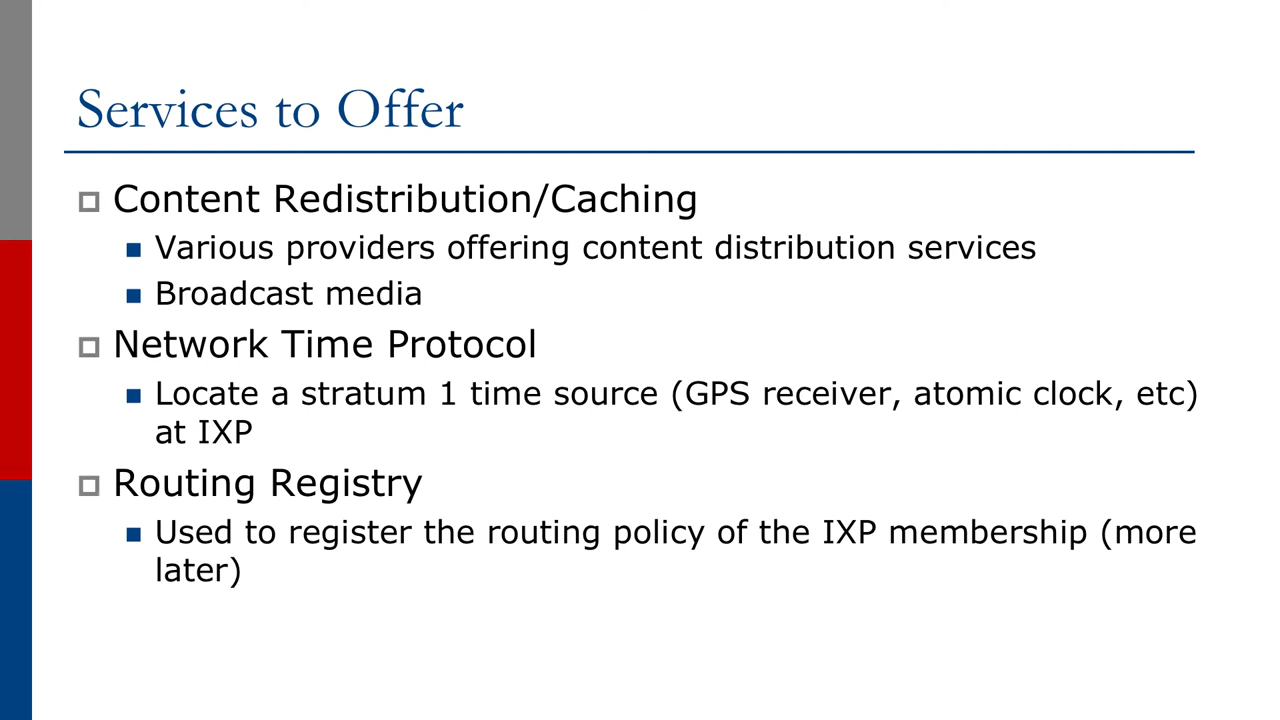 Services to Offer
Content Redistribution/Caching
Various providers offering content distribution services
Broadcast media
Network Time Protocol
Locate a stratum 1 time source (GPS receiver, atomic clock, etc)
at IXP
Routing Registry
Used to register the routing policy of the IXP membership (more
later)